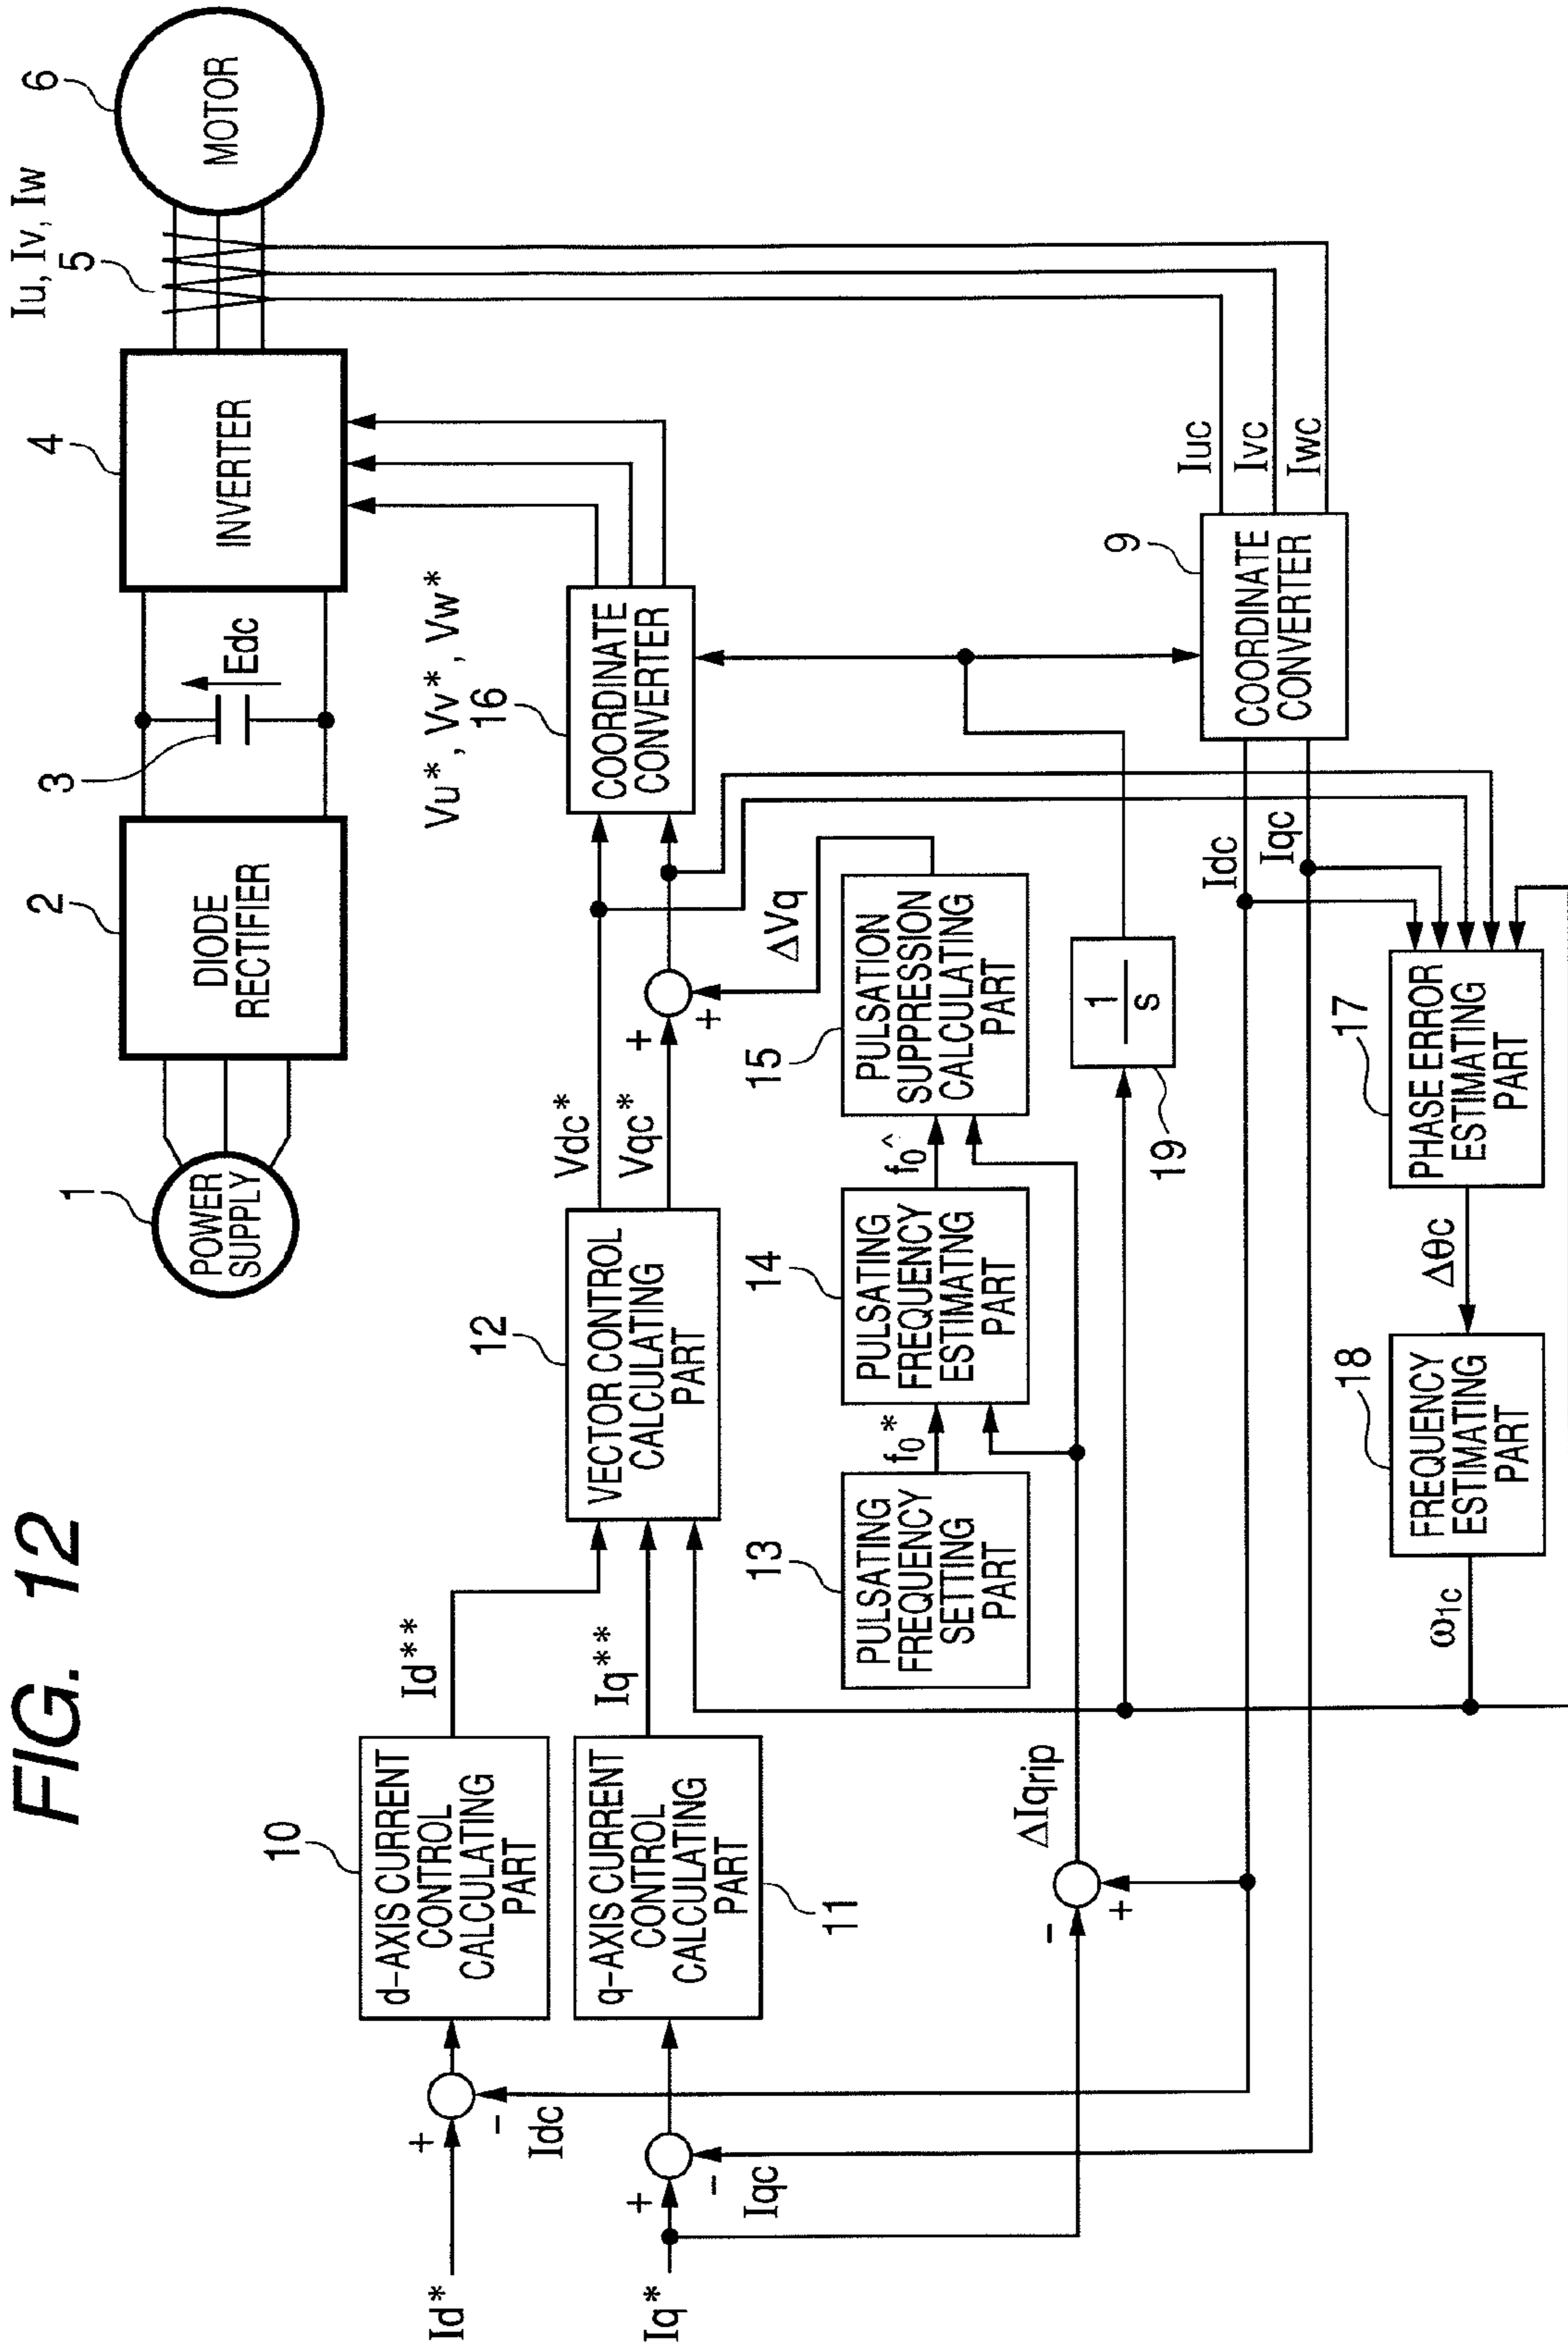 FIG. 12
1
POWER
SUPPLY
2
DIODE
RECTIFIER
3
Edc
4
INVERTER
Iu, Iv, Iw
5
6
MOTOR
Vu*, Vv*, Vw*
Id*
+
-
Idc
10
d-AXIS CURRENT
CONTROL
CALCULATING
PART
Id**
Iq*
+
-
Iqc
q-AXIS CURRENT
CONTROL
CALCULATING
PART
11
Iq**
12
VECTOR CONTROL
CALCULATING
PART
Vdc*
Vqc*
+
+
ΔVq
16
COORDINATE
CONVERTER
13
PULSATING
FREQUENCY
SETTING
PART
f0*
14
PULSATING
FREQUENCY
ESTIMATNG
PART
f0^
15
PULSATION
SUPPRESSION
CALCULATING
PART
-
+
ΔIqrip
1
s
19
9
COORDINATE
CONVERTER
Iuc
Ivc
Iwc
Idc
Iqc
ω1c
18
FREQUENCY
ESTIMATING
PART
Δθc
17
PHASE ERROR
ESTIMATING
PART